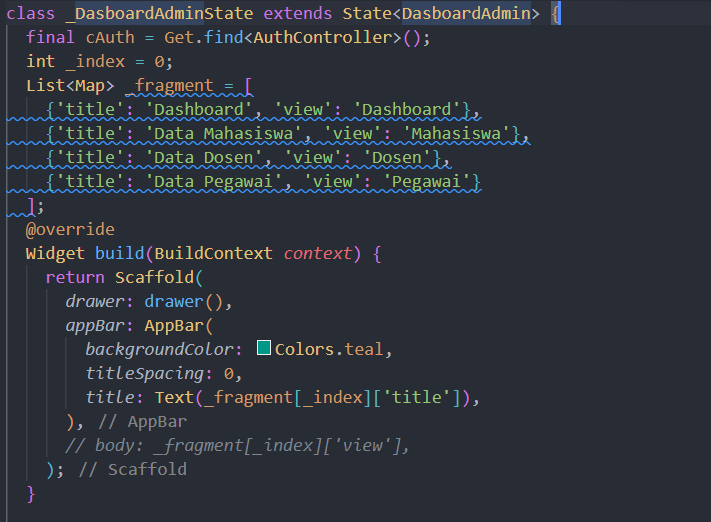 class _DasboardAdminState extends State<DasboardAdmin> {
final cAuth = Get.find<AuthController>();
int _index = 0;
List<Map> _fragment = [
{'title': 'Dashboard', 'view': 'Dashboard'},
{'title': 'Data Mahasiswa', 'view': 'Mahasiswa'},
{'title': 'Data Dosen', 'view': 'Dosen'},
{'title': 'Data Pegawai', 'view': 'Pegawai'}
];
@override
Widget build(BuildContext context) {
return Scaffold(
drawer: drawer(),
appBar: AppBar(
backgroundColor: Colors.teal,
titleSpacing: 0,
title: Text(_fragment[_index]['title']),
), // AppBar
// body: _fragment[_index]['view'],
); // Scaffold
}